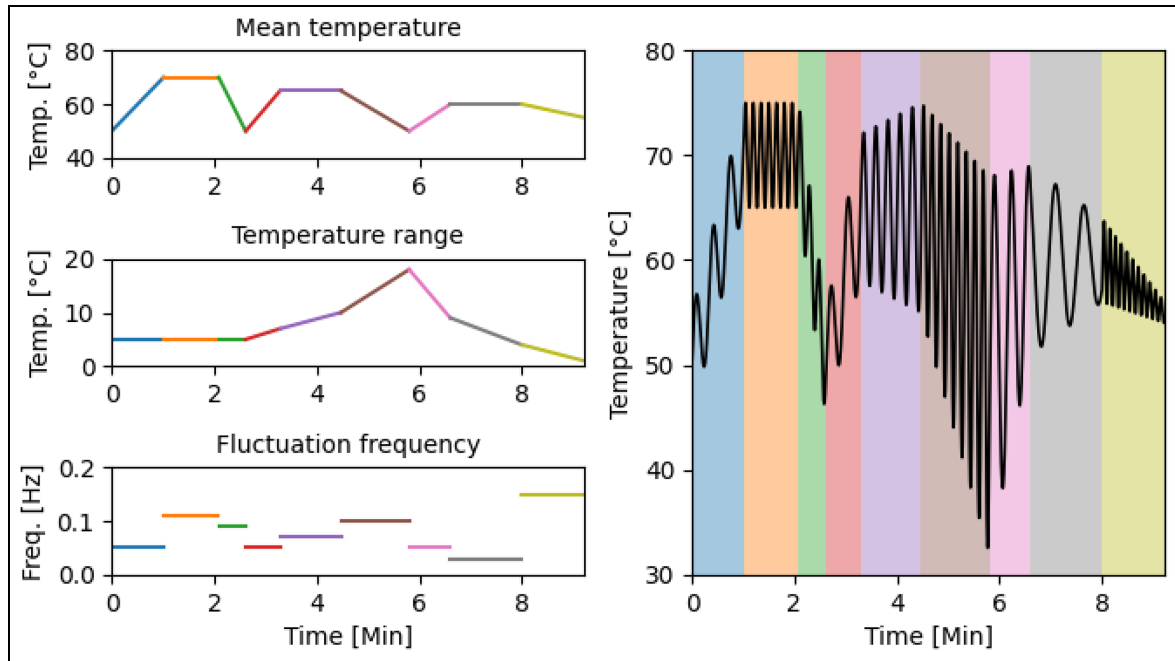 Mean temperature
Temp. [°C]
80
60
40
0 2 4 6 8
Temperature range
Temp. [°C]
20
10
0
0 2 4 6 8
Fluctuation frequency
Freq. [Hz]
0.2
0.1
0.0
0 2 4 6 8
Time [Min]
Temperature [°C]
80
70
60
50
40
30
0 2 4 6 8
Time [Min]